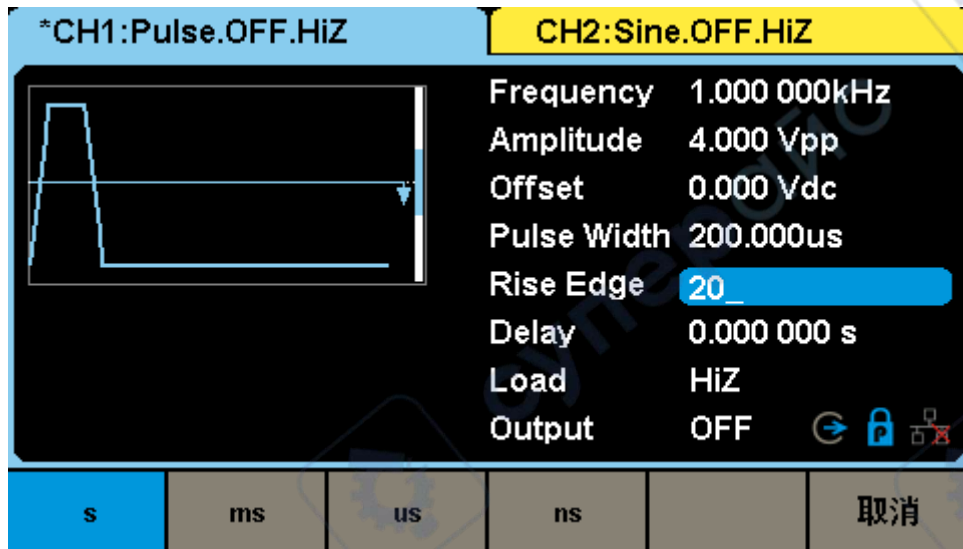 *CH1:Pulse.OFF.HiZ CH2:Sine.OFF.HiZ
Frequency 1.000 000kHz
Amplitude 4.000 Vpp
Offset 0.000 Vdc
Pulse Width 200.000us
Rise Edge 20_
Delay 0.000 000 s
Load HiZ
Output OFF P
s ms us ns 取消
суперайс